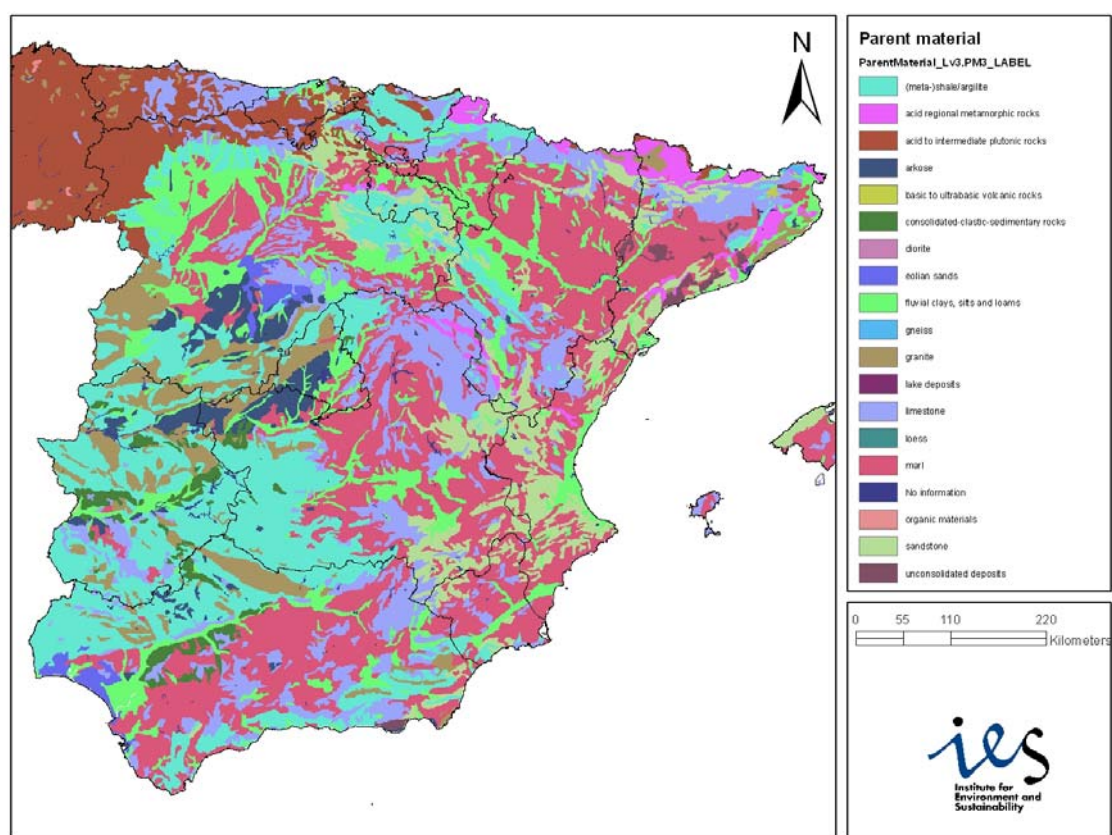 N
Parent material
ParentMaterial_Lv3.PM3_LABEL
(meta-)shale/argilite
acid regional metamorphic rocks
acid to intermediate plutonic rocks
arkose
basic to ultrabasic volcanic rocks
consolidated-clastic-sedimentary rocks
diorite
eolian sands
fluvial clays, silts and loams
gneiss
granite
lake deposits
limestone
loess
marl
No information
organic materials
sandstone
unconsolidated deposits
0 55 110 220
Kilometers
ies
Institute for
Environment and
Sustainability